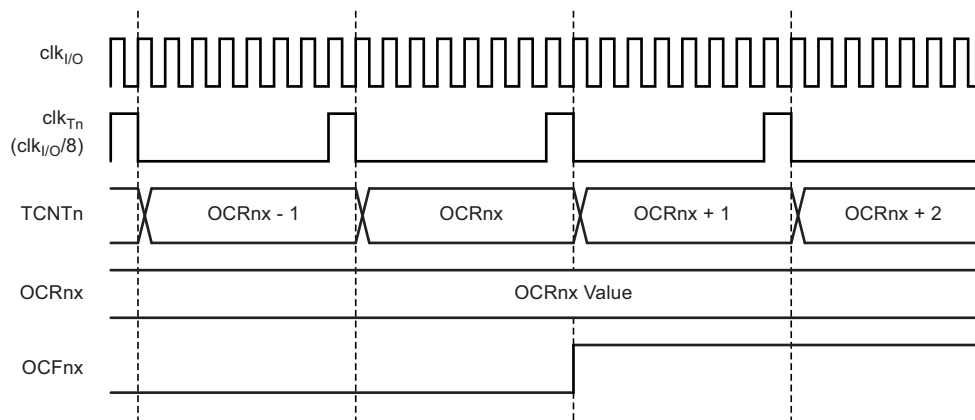 clkI/O
clkTn
(clkI/O/8)
TCNTn
OCRnx - 1
OCRnx
OCRnx + 1
OCRnx + 2
OCRnx
OCRnx Value
OCFnx